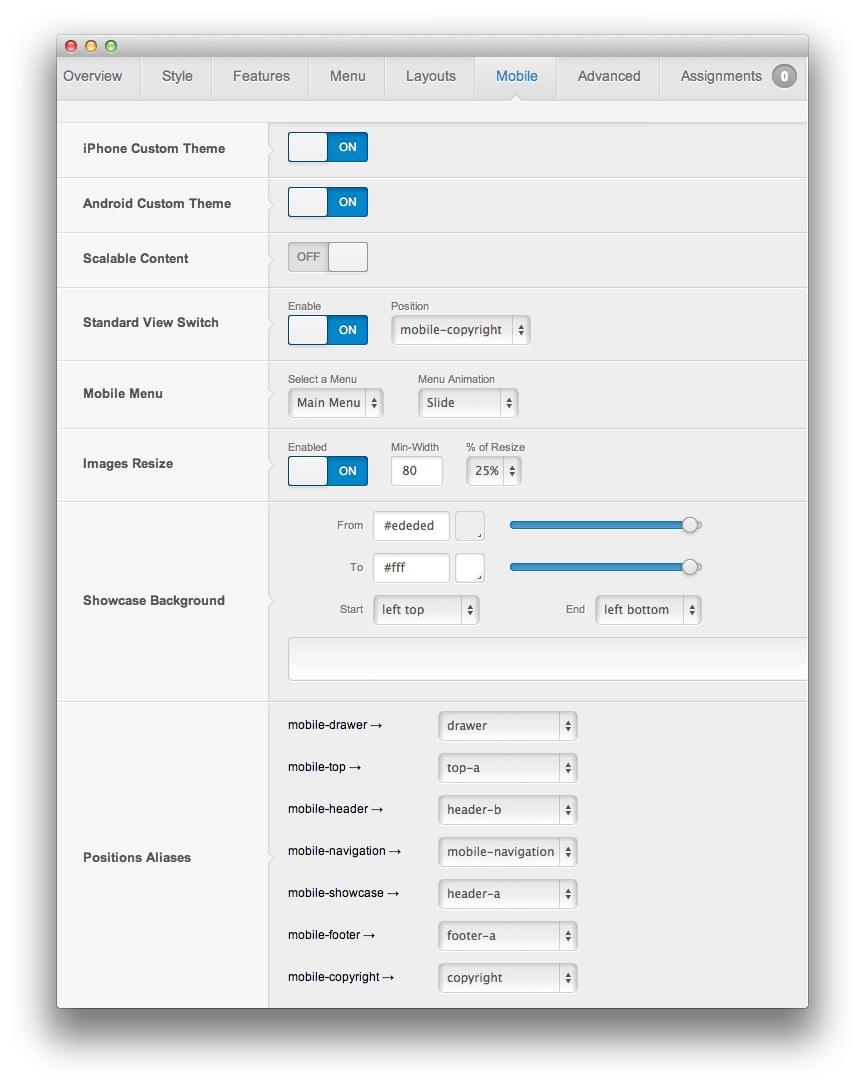 Overview Style Features Menu Layouts Mobile Advanced Assignments 0
iPhone Custom Theme ON
Android Custom Theme ON
Scalable Content OFF
Enable Position
Standard View Switch ON mobile-copyright
Select a Menu Menu Animation
Mobile Menu Main Menu Slide
Enabled Min-Width % of Resize
Images Resize ON 80 25%
From #ededed
To #fff
Showcase Background
Start left top End left bottom
mobile-drawer → drawer
mobile-top → top-a
mobile-header → header-b
mobile-navigation → mobile-navigation
Positions Aliases
mobile-showcase → header-a
mobile-footer → footer-a
mobile-copyright → copyright